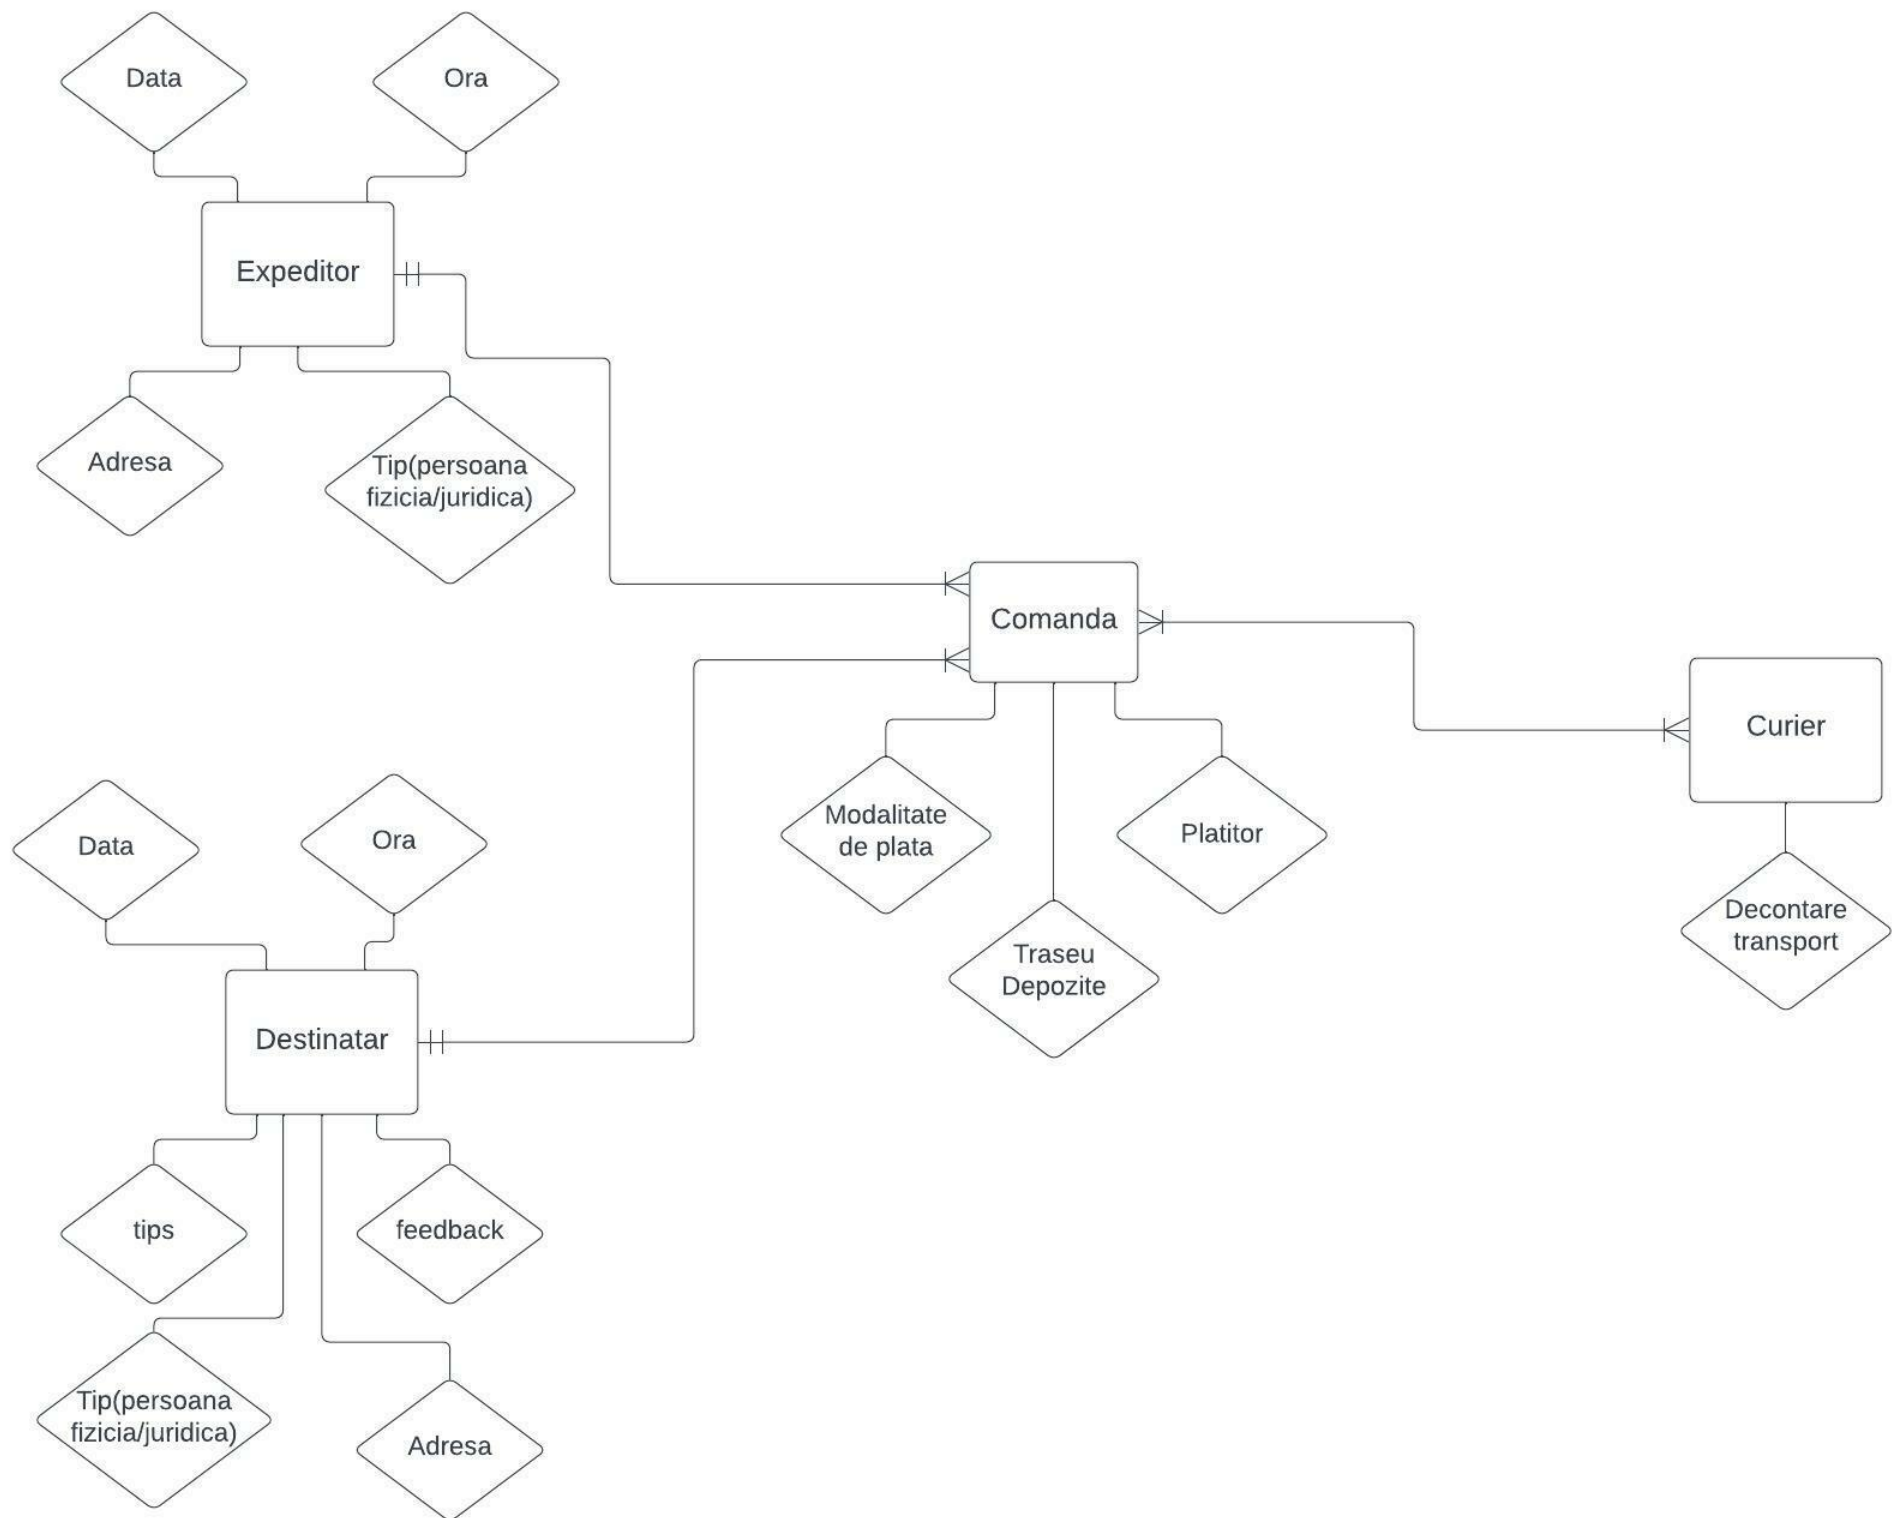 Data
Ora
Expeditor
Adresa
Tip(persoana
fizicia/juridica)
Comanda
Curier
Modalitate
de plata
Platitor
Traseu
Depozite
Decontare
transport
Data
Ora
Destinatar
tips
feedback
Tip(persoana
fizicia/juridica)
Adresa